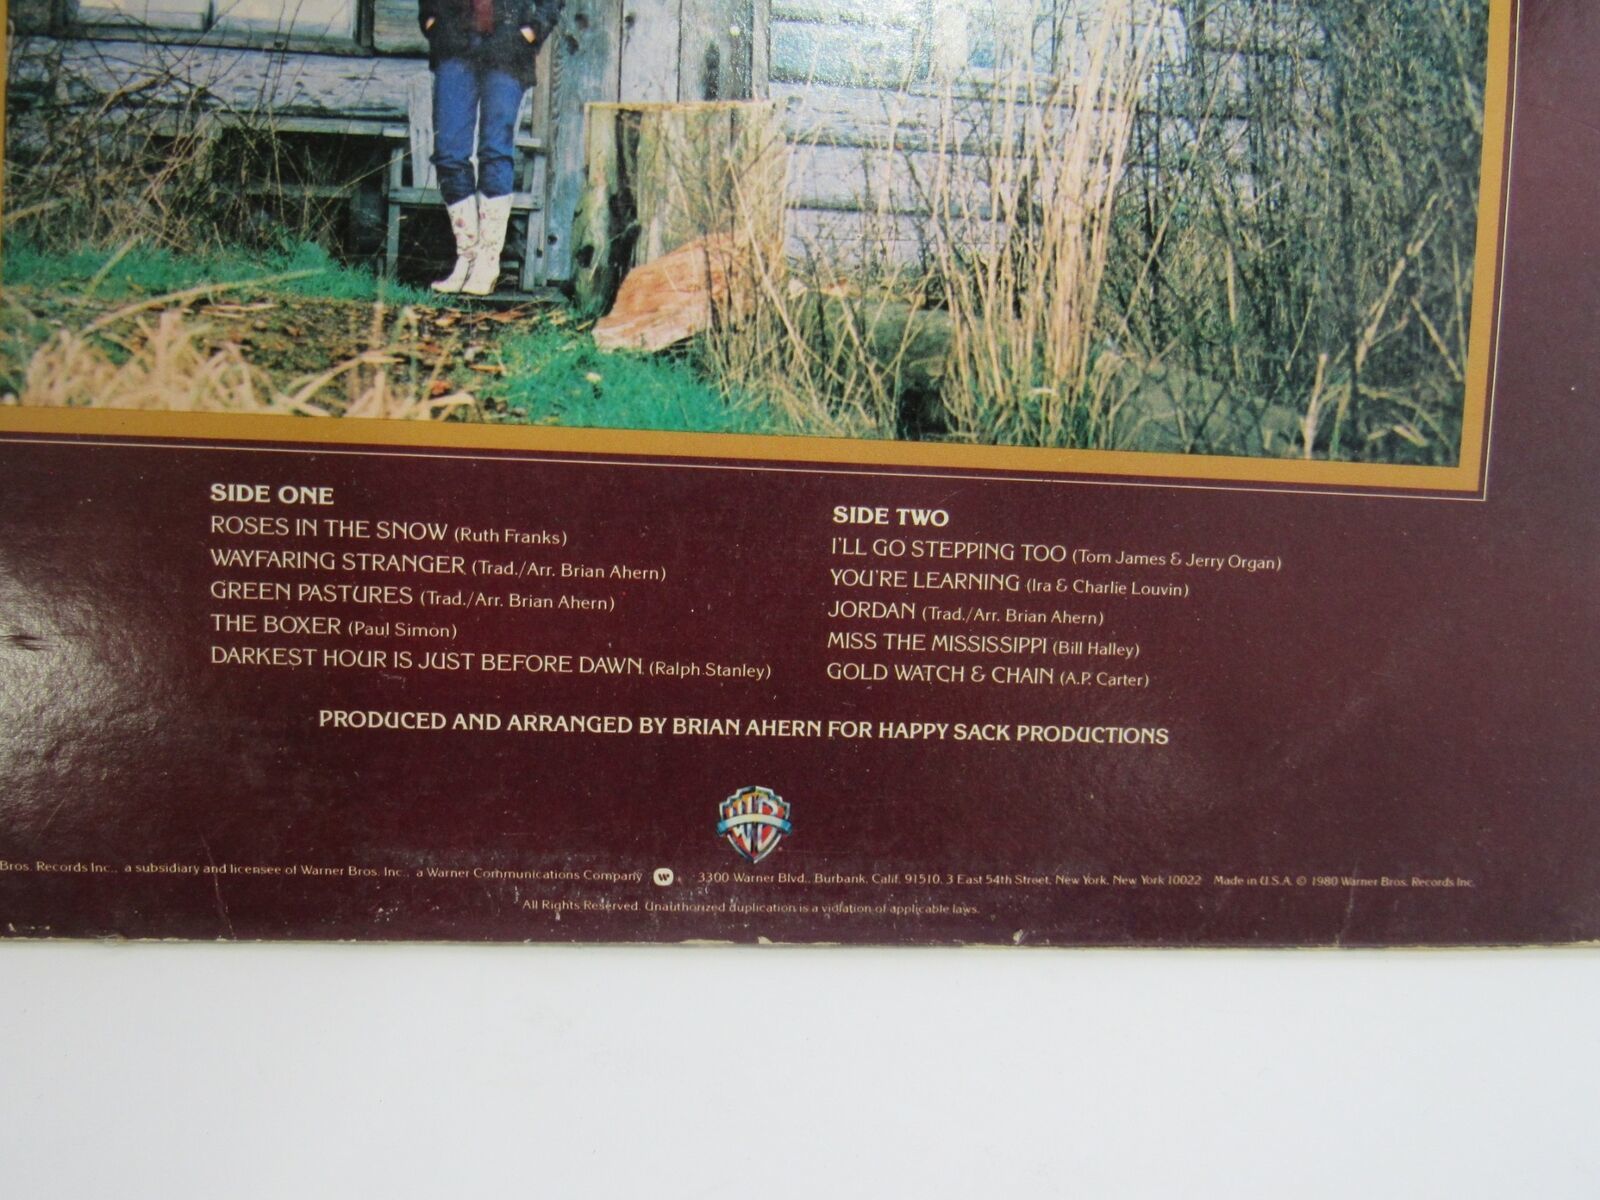 SIDE ONE
ROSES IN THE SNOW (Ruth Franks)
WAYFARING STRANGER (Trad./Arr. Brian Ahern)
GREEN PASTURES (Trad./Arr. Brian Ahern)
THE BOXER (Paul Simon)
DARKEST HOUR IS JUST BEFORE DAWN (Ralph Stanley)
SIDE TWO
I'LL GO STEPPING TOO (Tom James & Jerry Organ)
YOU'RE LEARNING (Ira & Charlie Louvin)
JORDAN (Trad./Arr. Brian Ahern)
MISS THE MISSISSIPPI (Bill Halley)
GOLD WATCH & CHAIN (A.P. Carter)
PRODUCED AND ARRANGED BY BRIAN AHERN FOR HAPPY SACK PRODUCTIONS
WB
Bros. Records Inc., a subsidiary and licensee of Warner Bros. Inc., a Warner Communications Company W . 3300 Warner Blvd., Burbank, Calif. 91510. 3 East 54th Street, New York, New York 10022 Made in U.S.A. © 1980 Warner Bros. Records Inc.
All Rights Reserved. Unauthorized duplication is a violation of applicable laws.